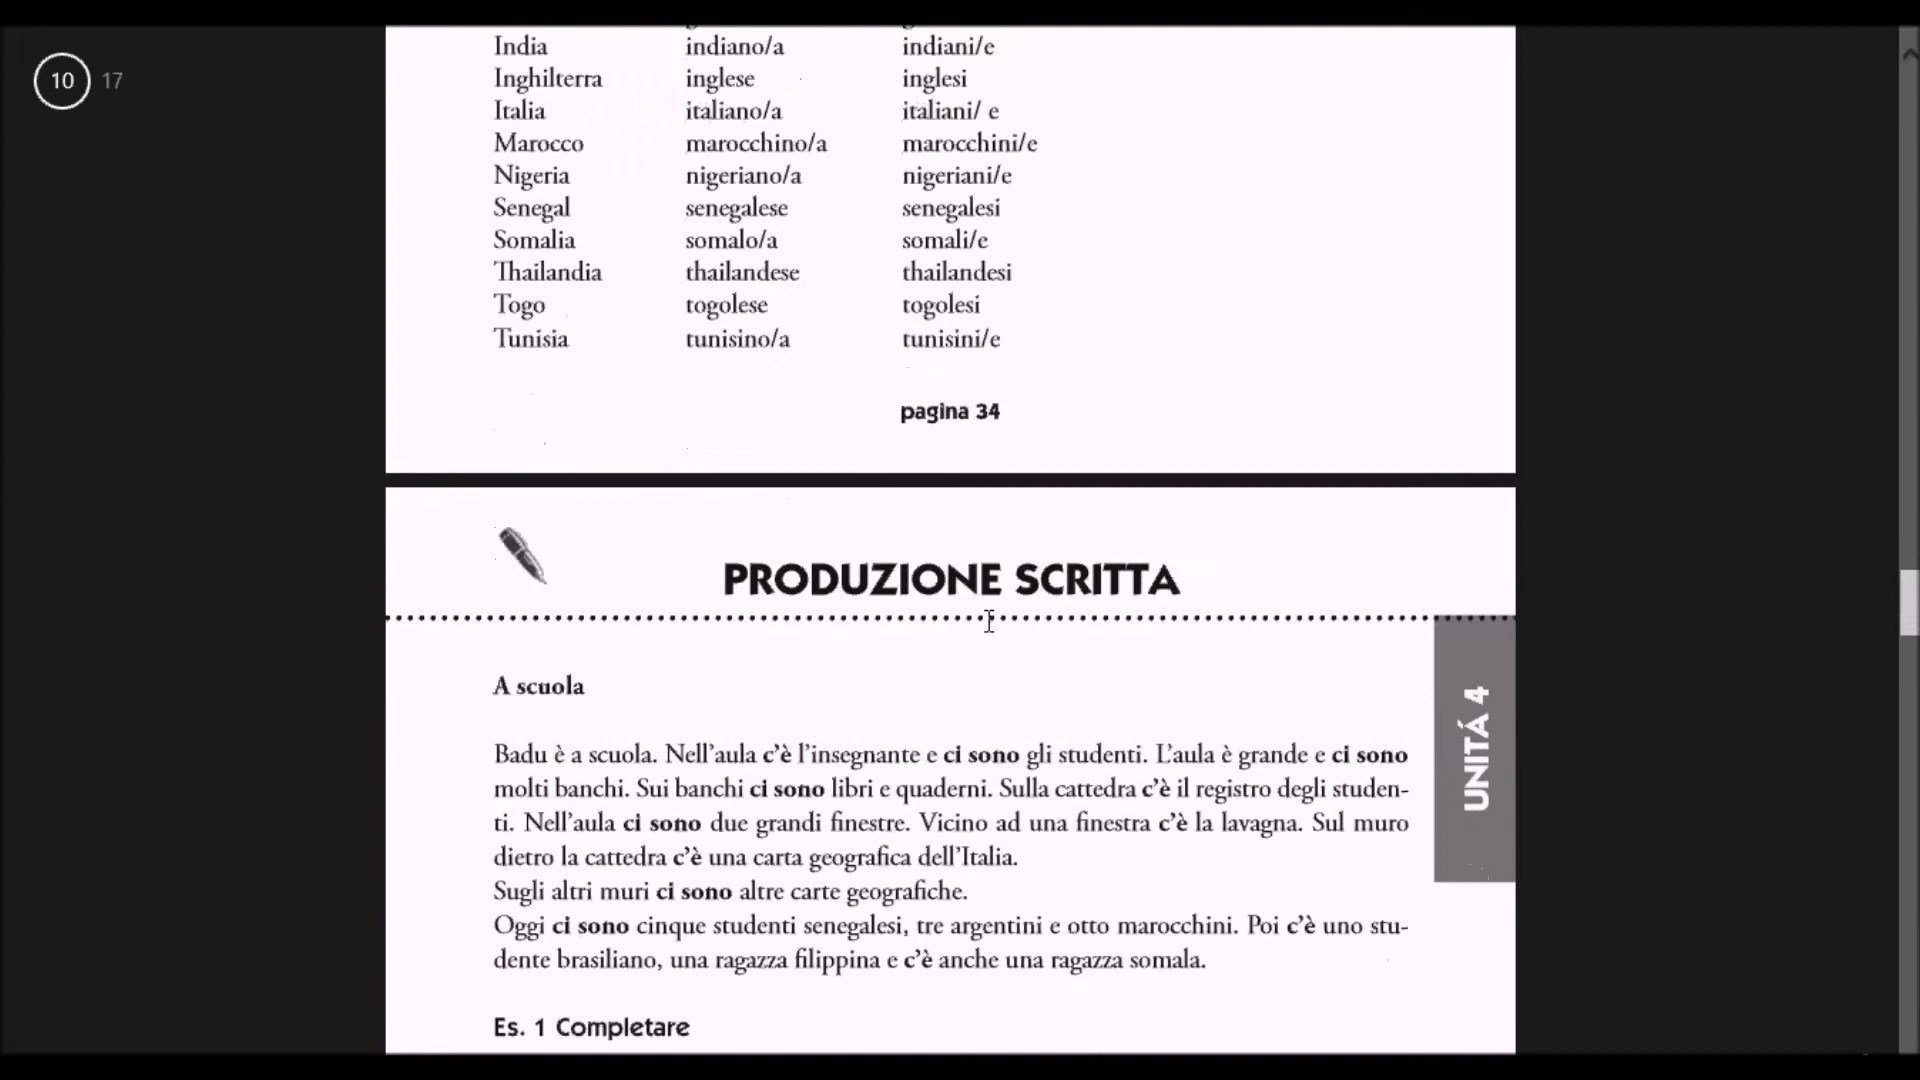 10 17
India indiano/a indiani/e
Inghilterra inglese inglesi
Italia italiano/a italiani/ e
Marocco marocchino/a marocchini/e
Nigeria nigeriano/a nigeriani/e
Senegal senegalese senegalesi
Somalia somalo/a somali/e
Thailandia thailandese thailandesi
Togo togolese togolesi
Tunisia tunisino/a tunisini/e
pagina 34
PRODUZIONE SCRITTA
UNITÁ 4
A scuola
Badu è a scuola. Nell’aula c’è l’insegnante e ci sono gli studenti. L’aula è grande e ci sono
molti banchi. Sui banchi ci sono libri e quaderni. Sulla cattedra c’è il registro degli studen-
ti. Nell’aula ci sono due grandi finestre. Vicino ad una finestra c’è la lavagna. Sul muro
dietro la cattedra c’è una carta geografica dell’Italia.
Sugli altri muri ci sono altre carte geografiche.
Oggi ci sono cinque studenti senegalesi, tre argentini e otto marocchini. Poi c’è uno stu-
dente brasiliano, una ragazza filippina e c’è anche una ragazza somala.
Es. 1 Completare